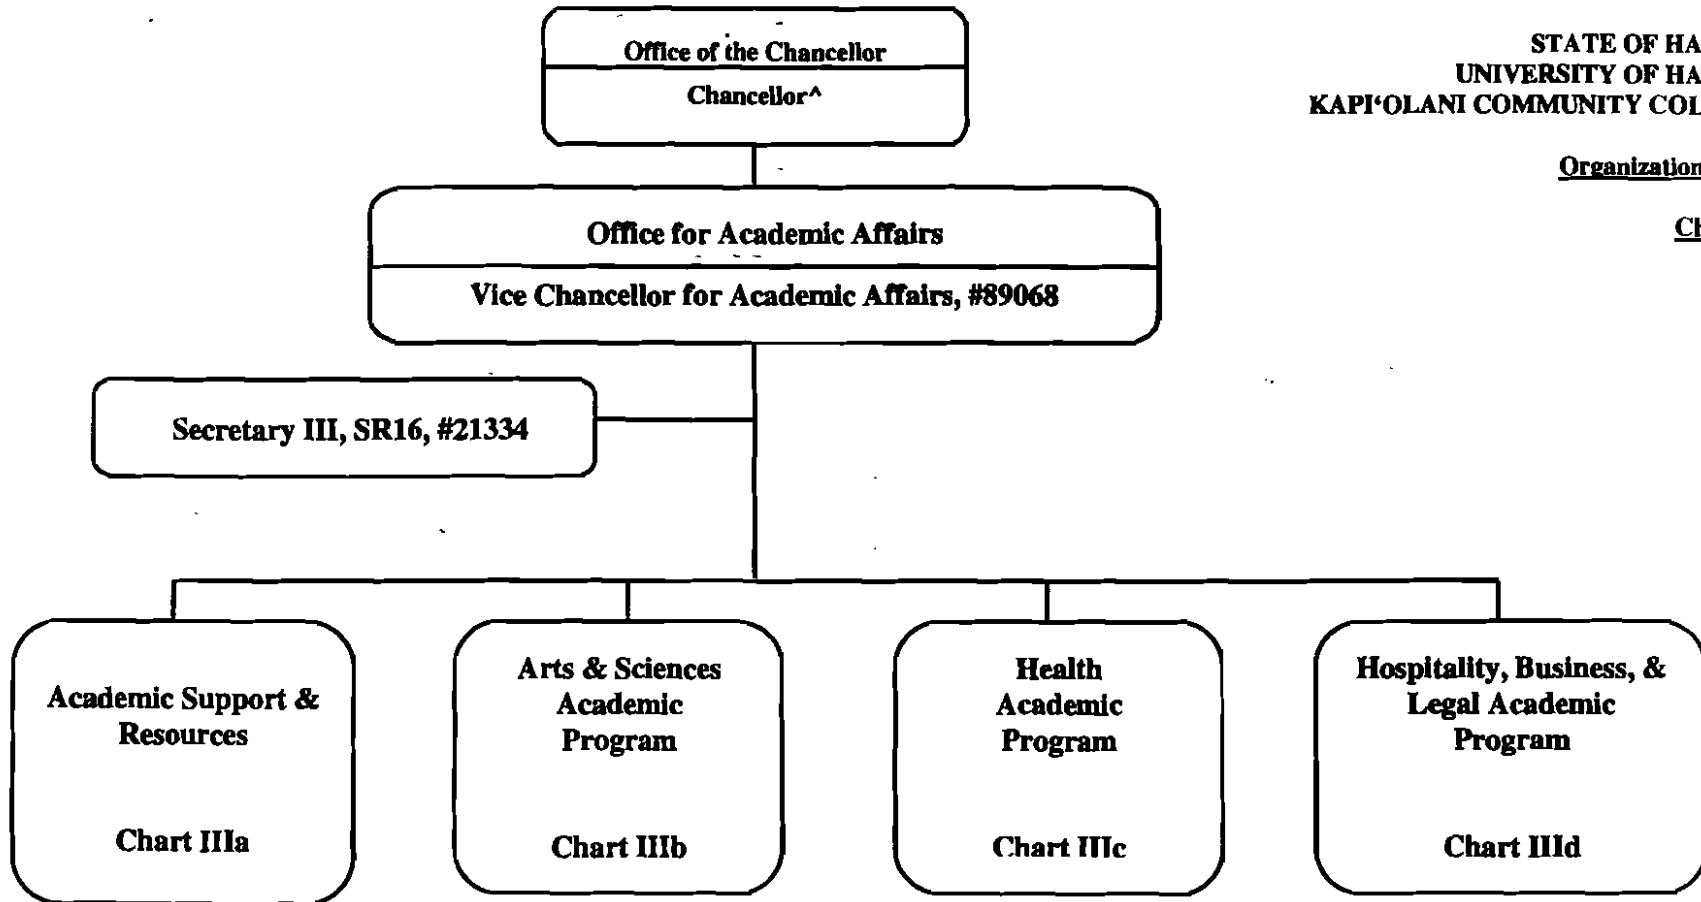 Office of the Chancellor
Chancellor^
STATE OF HA
UNIVERSITY OF HA
KAPI‘OLANI COMMUNITY COL
Organization
Ch
Office for Academic Affairs
Vice Chancellor for Academic Affairs, #89068
Secretary III, SR16, #21334
Academic Support &
Resources
Chart IIIa
Arts & Sciences
Academic
Program
Chart IIIb
Health
Academic
Program
Chart IIIc
Hospitality, Business, &
Legal Academic
Program
Chart IIId